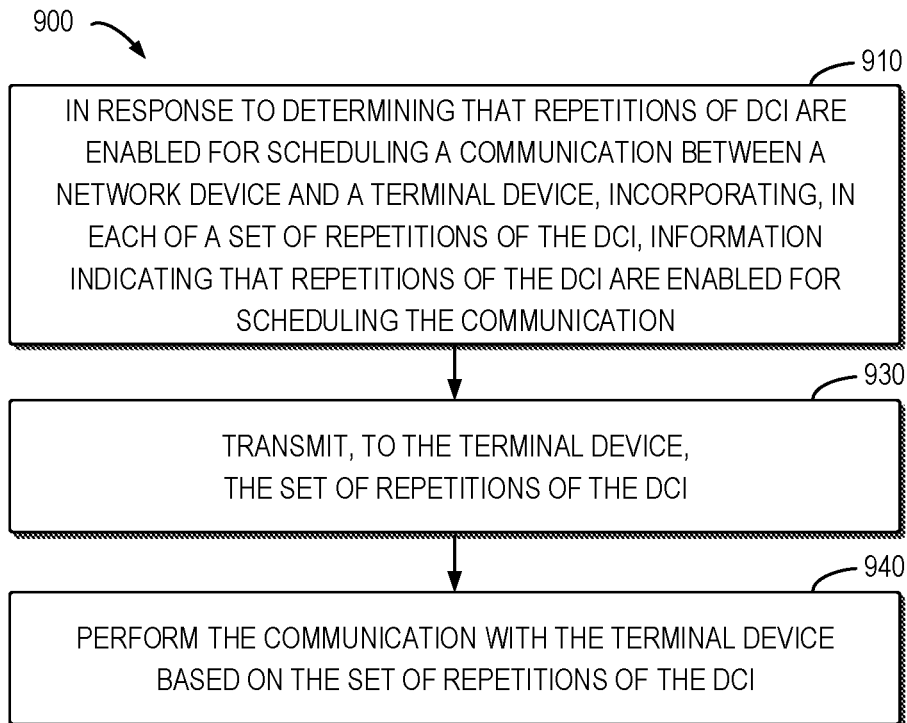 900
910
IN RESPONSE TO DETERMINING THAT REPETITIONS OF DCI ARE
ENABLED FOR SCHEDULING A COMMUNICATION BETWEEN A
NETWORK DEVICE AND A TERMINAL DEVICE, INCORPORATING, IN
EACH OF A SET OF REPETITIONS OF THE DCI, INFORMATION
INDICATING THAT REPETITIONS OF THE DCI ARE ENABLED FOR
SCHEDULING THE COMMUNICATION
930
TRANSMIT, TO THE TERMINAL DEVICE,
THE SET OF REPETITIONS OF THE DCI
940
PERFORM THE COMMUNICATION WITH THE TERMINAL DEVICE
BASED ON THE SET OF REPETITIONS OF THE DCI